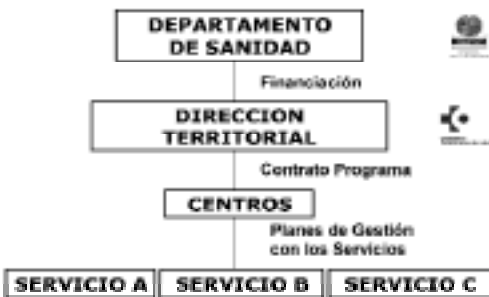 DEPARTAMENTO
DE SANIDAD
Financiación
DIRECCION
TERRITORIAL
Contrato Programa
CENTROS
Planes de Gestión
con los Servicios
SERVICIO A
SERVICIO B
SERVICIO C